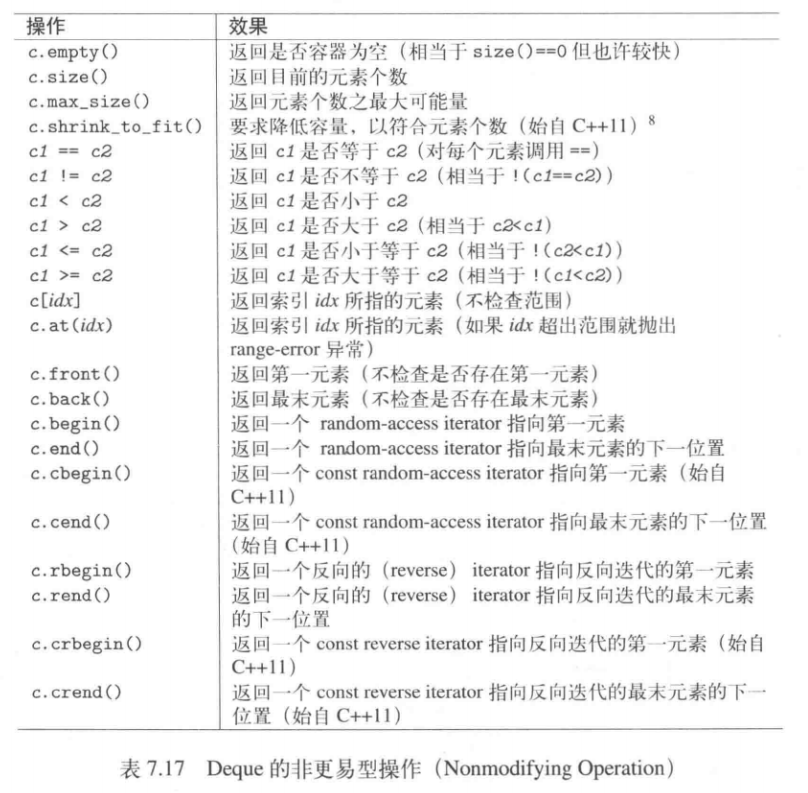 操作 效果
c.empty() 返回是否容器为空（相当于 size()==0 但也许较快）
c.size() 返回目前的元素个数
c.max_size() 返回元素个数之最大可能量
c.shrink_to_fit() 要求降低容量，以符合元素个数（始自 C++11）8
c1 == c2 返回 c1 是否等于 c2（对每个元素调用 ==）
c1 != c2 返回 c1 是否不等于 c2（相当于 !(c1==c2)）
c1 < c2 返回 c1 是否小于 c2
c1 > c2 返回 c1 是否大于 c2（相当于 c2<c1）
c1 <= c2 返回 c1 是否小于等于 c2（相当于 !(c2<c1)）
c1 >= c2 返回 c1 是否大于等于 c2（相当于 !(c1<c2)）
c[idx] 返回索引 idx 所指的元素（不检查范围）
c.at(idx) 返回索引 idx 所指的元素（如果 idx 超出范围就抛出
range-error 异常）
c.front() 返回第一元素（不检查是否存在第一元素）
c.back() 返回最末元素（不检查是否存在最末元素）
c.begin() 返回一个 random-access iterator 指向第一元素
c.end() 返回一个 random-access iterator 指向最末元素的下一位置
c.cbegin() 返回一个 const random-access iterator 指向第一元素（始自
C++11）
c.cend() 返回一个 const random-access iterator 指向最末元素的下一位置
（始自 C++11）
c.rbegin() 返回一个反向的（reverse） iterator 指向反向迭代的第一元素
c.rend() 返回一个反向的（reverse） iterator 指向反向迭代的最末元素
的下一位置
c.crbegin() 返回一个 const reverse iterator 指向反向迭代的第一元素（始自
C++11）
c.crend() 返回一个 const reverse iterator 指向反向迭代的最末元素的下一
位置（始自 C++11）
表 7.17 Deque 的非更易型操作（Nonmodifying Operation）